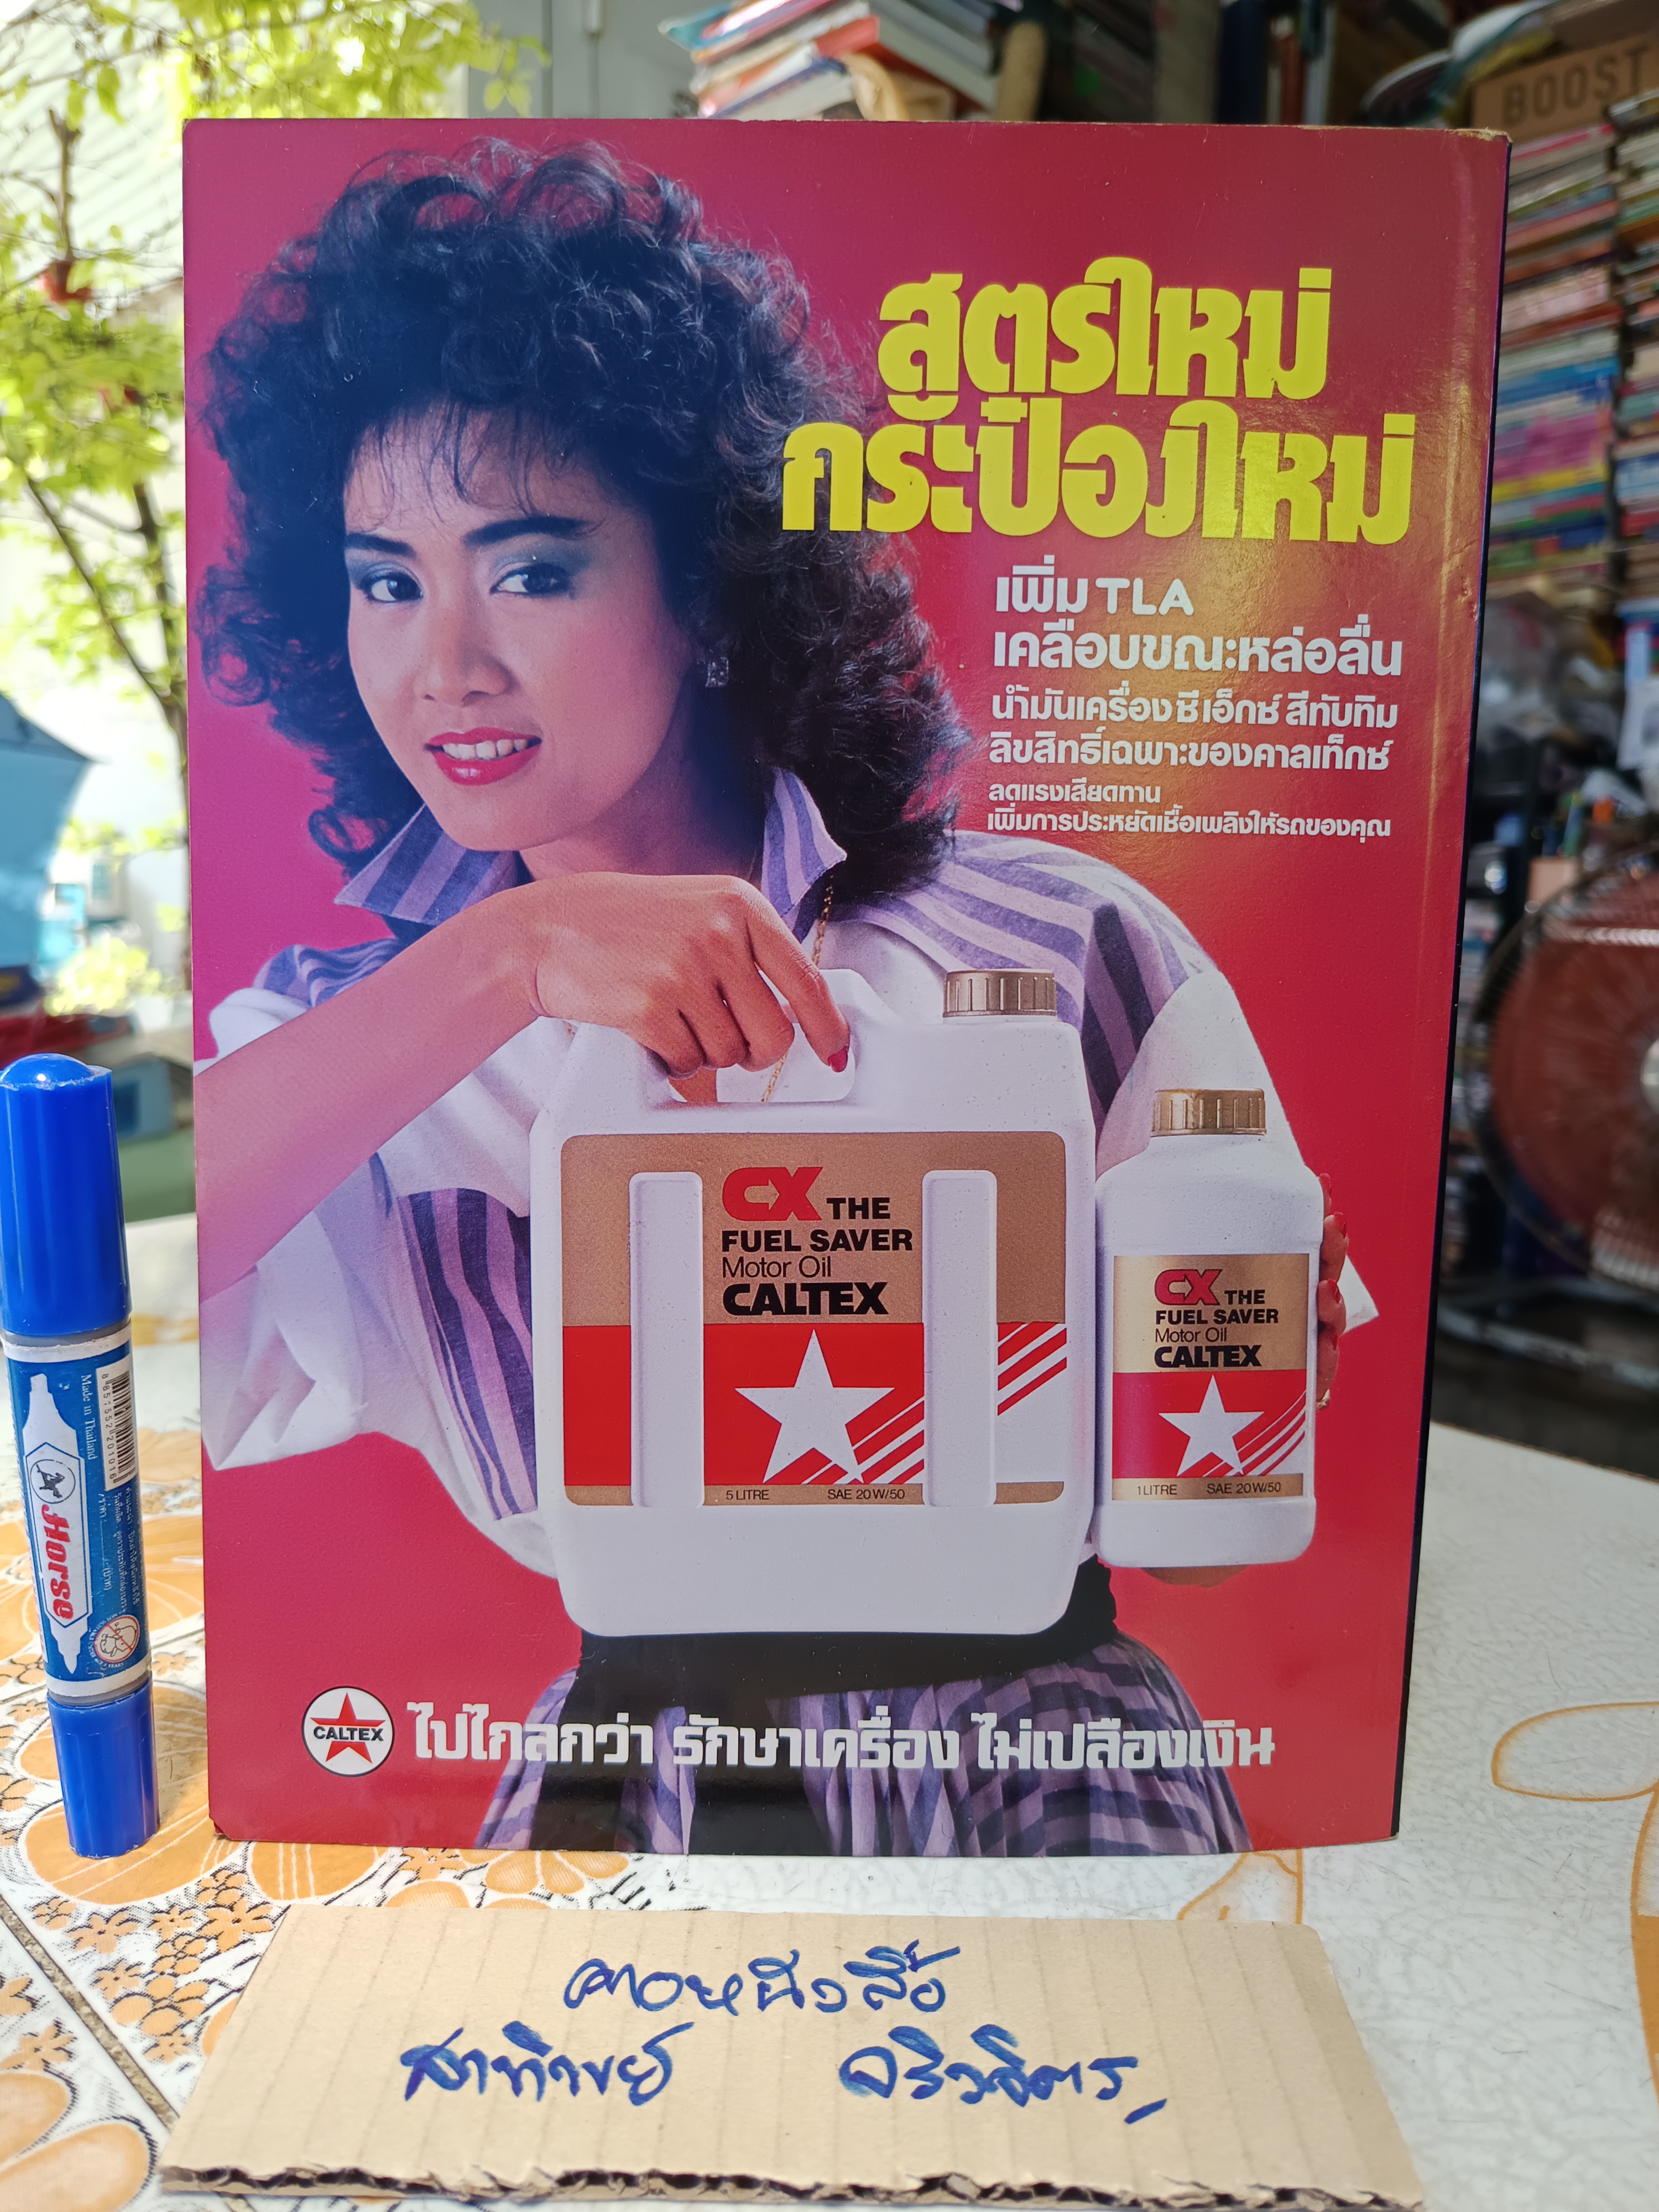 BOOST
สูตรใหม่
กระป๋องใหม่
เพิ่ม TLA
เคลือบขณะหล่อลื่น
น้ำมันเครื่อง ซี เอ็กซ์ สีทับทิม
ลิขสิทธิ์เฉพาะของคาลเท็กซ์
ลดแรงเสียดทาน
เพิ่มการประหยัดเชื้อเพลิงให้รถของคุณ
CX THE
FUEL SAVER
Motor Oil
CALTEX
5 LITRE SAE 20W/50
CX THE
FUEL SAVER
Motor Oil
CALTEX
1 LITRE SAE 20W/50
CALTEX
ไปไกลกว่า รักษาเครื่อง ไม่เปลืองเงิน
Made in Thailand
Horse
8851552201016